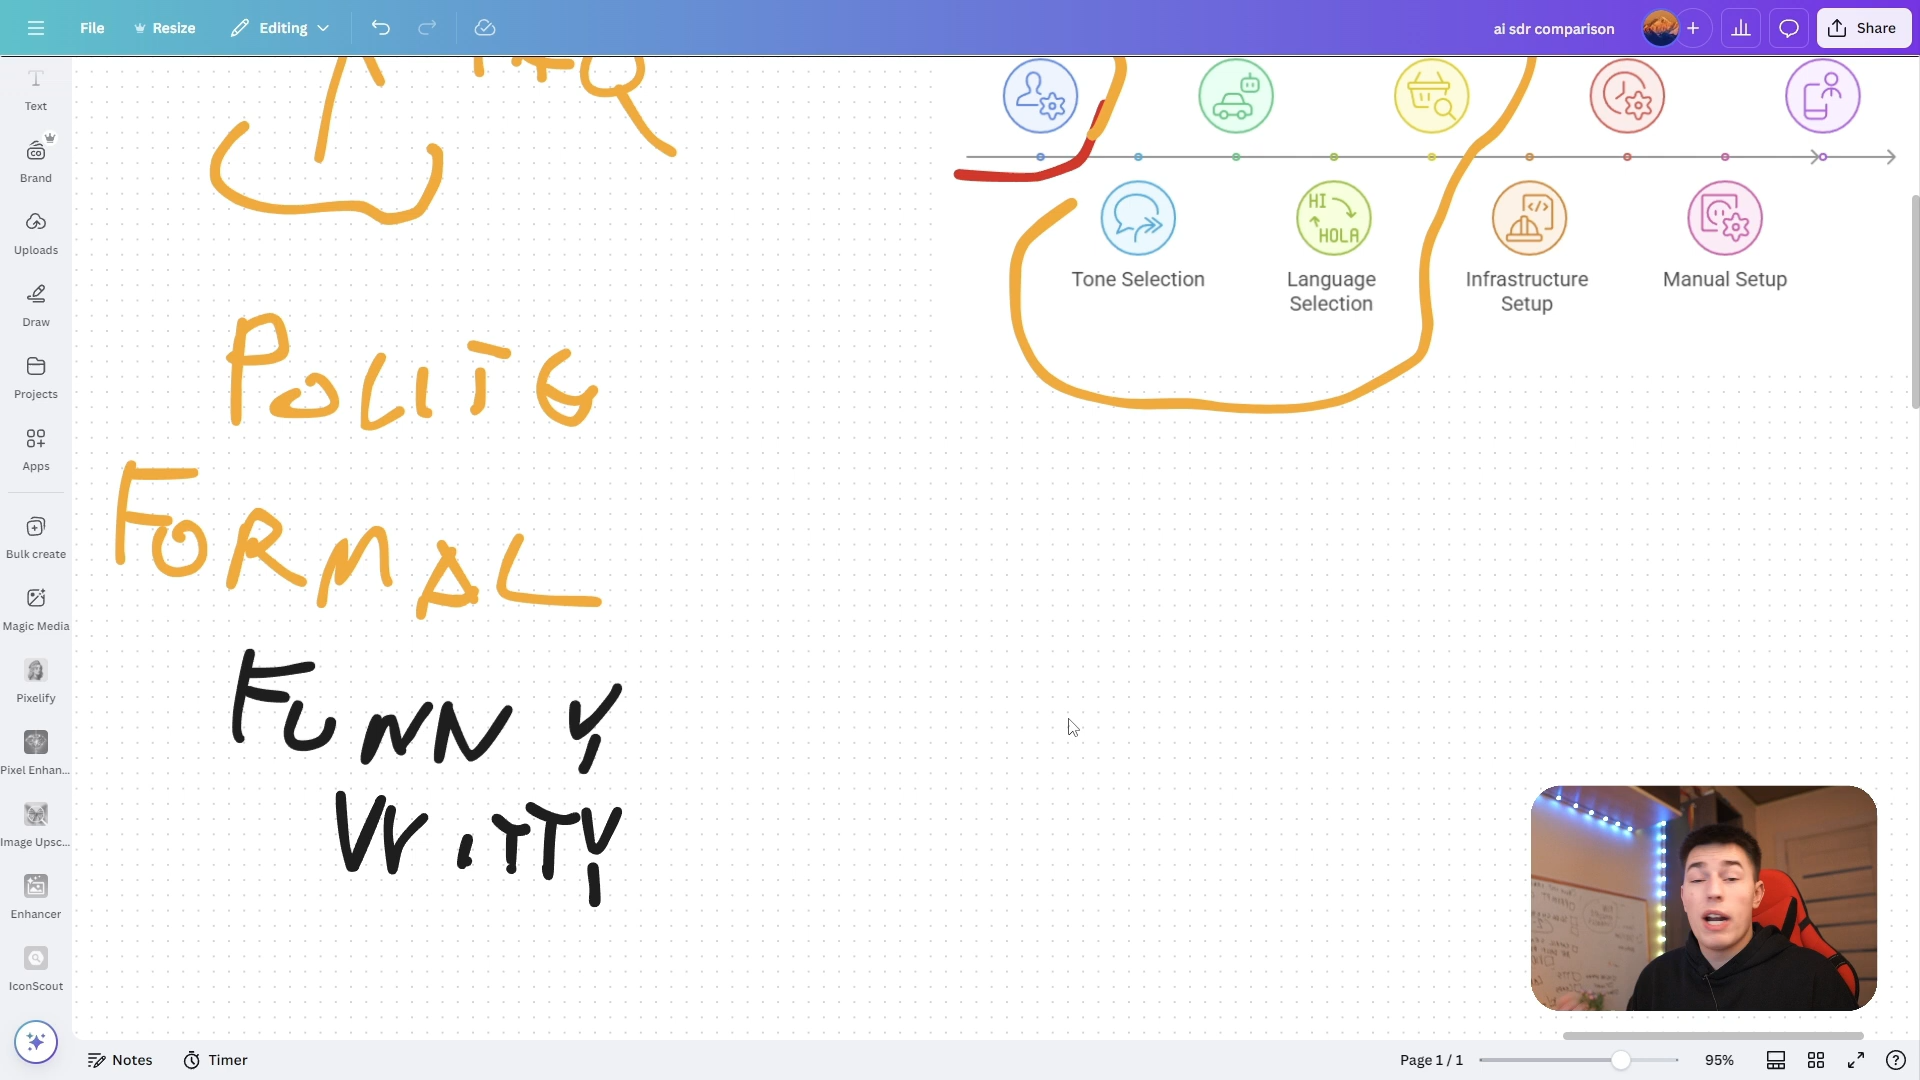 File Resize Editing ai sdr comparison Share
Text
Brand
Uploads
Draw
Projects
Apps
Bulk create
Magic Media
Pixelify
Pixel Enhan...
Image Upsc...
Enhancer
IconScout
FAQ
POLITE
FORMAL
FUNNY
WITTY
HI
HOLA
Tone Selection
Language
Selection
Infrastructure
Setup
Manual Setup
Notes Timer Page 1 / 1 95%